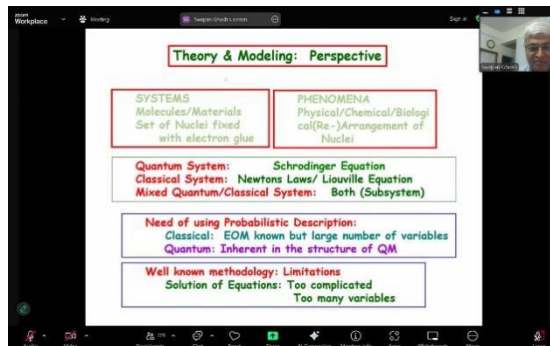 zoom
Workplace
Meeting
Swapan Ghosh's screen
Sign in
Theory & Modeling: Perspective
SYSTEMS
Molecules/Materials
Set of Nuclei fixed
with electron glue
PHENOMENA
Physical/Chemical/Biologi
cal(Re-)Arrangement of
Nuclei
Quantum System: Schrodinger Equation
Classical System: Newtons Laws/ Liouville Equation
Mixed Quantum/Classical System: Both (Subsystem)
Need of using Probabilistic Description:
Classical: EOM known but large number of variables
Quantum: Inherent in the structure of QM
Well known methodology: Limitations
Solution of Equations: Too complicated
Too many variables